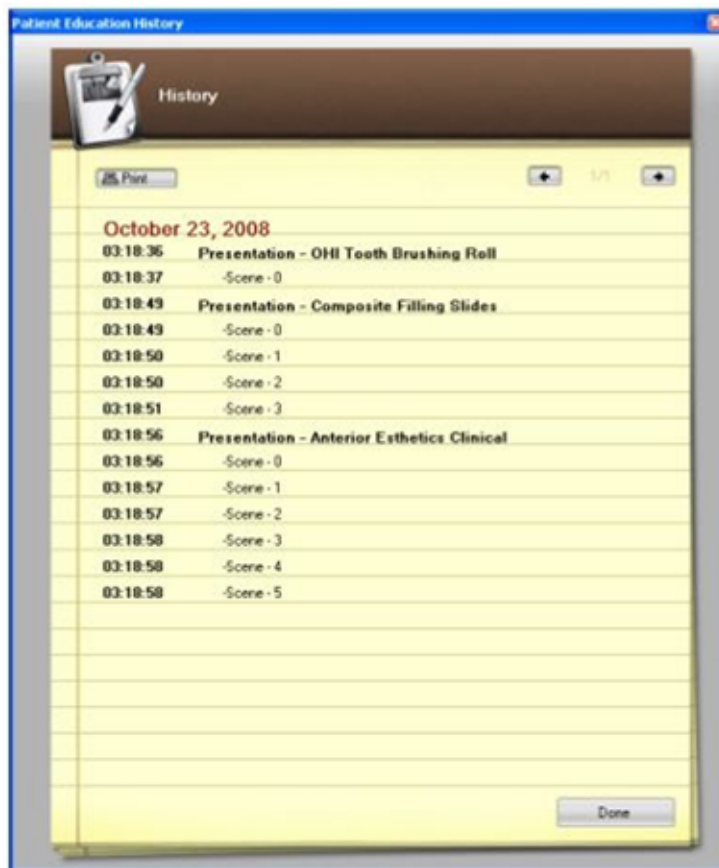 Patient Education History
History
Print
1/1
October 23, 2008
03:18:36 Presentation - OHI Tooth Brushing Roll
03:18:37 -Scene - 0
03:18:49 Presentation - Composite Filling Slides
03:18:49 -Scene - 0
03:18:50 -Scene - 1
03:18:50 -Scene - 2
03:18:51 -Scene - 3
03:18:56 Presentation - Anterior Esthetics Clinical
03:18:56 -Scene - 0
03:18:57 -Scene - 1
03:18:57 -Scene - 2
03:18:58 -Scene - 3
03:18:58 -Scene - 4
03:18:58 -Scene - 5
Done